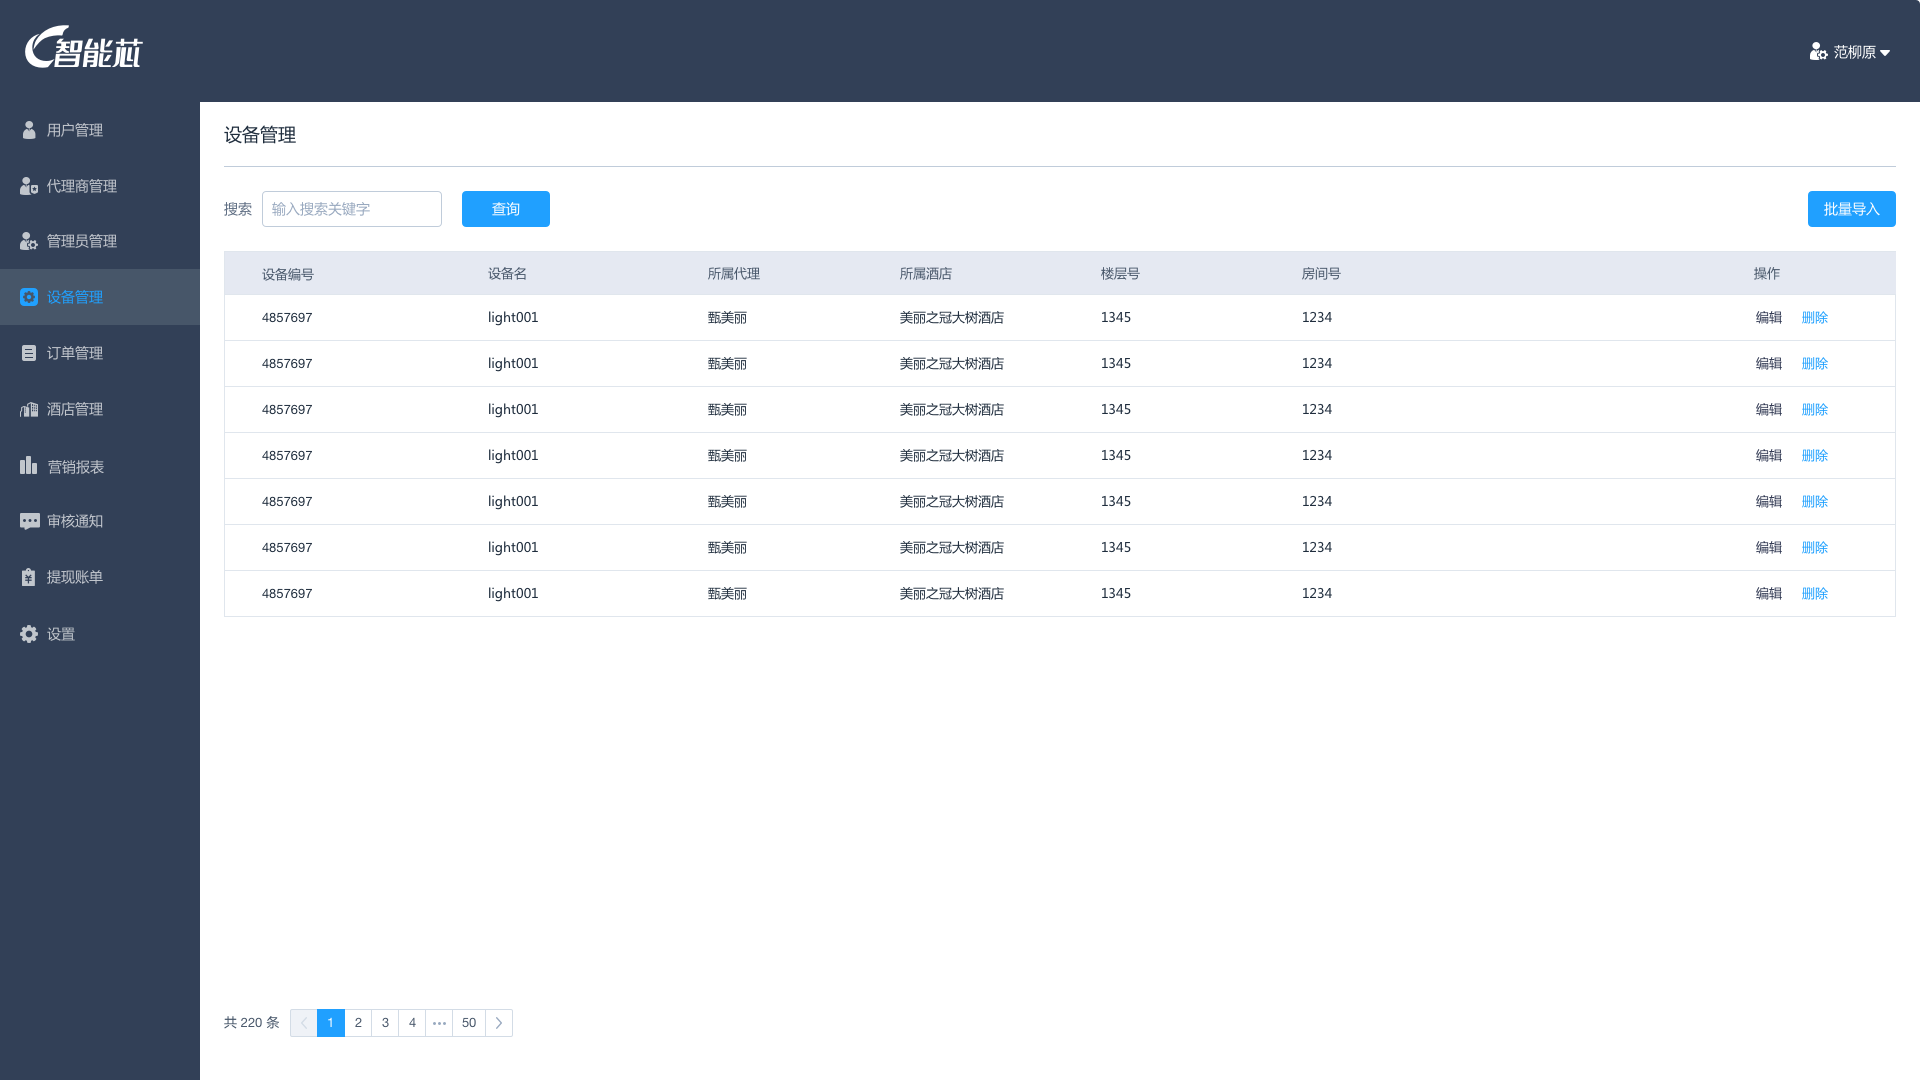 智能芯
范柳原
用户管理
代理商管理
管理员管理
设备管理
订单管理
酒店管理
营销报表
审核通知
提现账单
设置
设备管理
搜索 输入搜索关键字 查询 批量导入
设备编号 设备名 所属代理 所属酒店 楼层号 房间号 操作
4857697 light001 甄美丽 美丽之冠大树酒店 1345 1234 编辑 删除
4857697 light001 甄美丽 美丽之冠大树酒店 1345 1234 编辑 删除
4857697 light001 甄美丽 美丽之冠大树酒店 1345 1234 编辑 删除
4857697 light001 甄美丽 美丽之冠大树酒店 1345 1234 编辑 删除
4857697 light001 甄美丽 美丽之冠大树酒店 1345 1234 编辑 删除
4857697 light001 甄美丽 美丽之冠大树酒店 1345 1234 编辑 删除
4857697 light001 甄美丽 美丽之冠大树酒店 1345 1234 编辑 删除
共 220 条 1 2 3 4 ••• 50